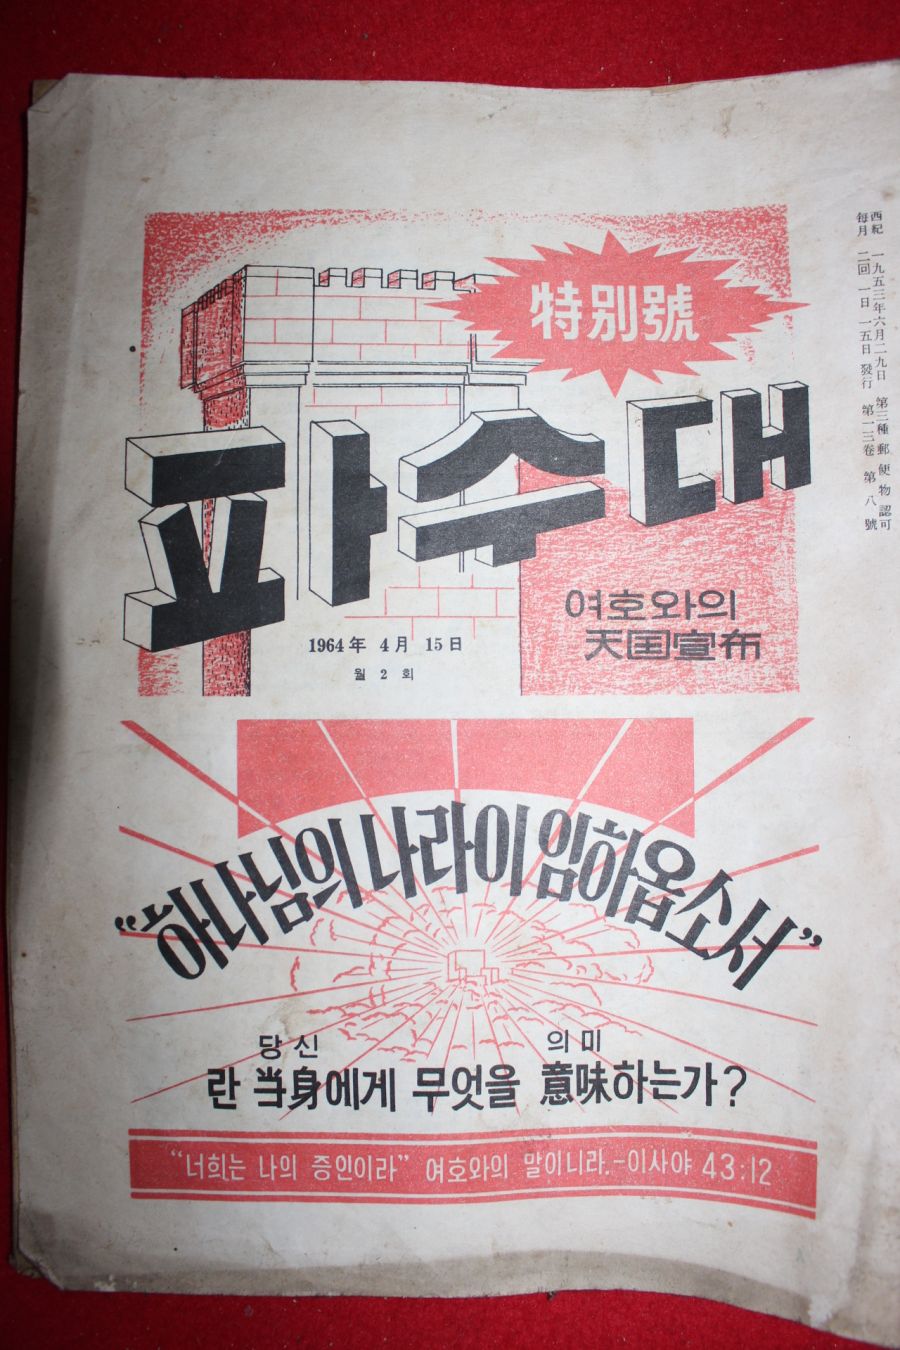 西紀 一九五三年六月二九日 第三種郵便物認可
每月 二回 一日 一五日 發行 第一三卷 第八號
特别號
파수대
여호와의
天国宣布
1964年 4月 15日
월 2 회
“하나님의 나라이 임하옵소서”
당신 의미
란 当身에게 무엇을 意味하는가?
“너희는 나의 증인이라” 여호와의 말이니라.-이사야 43:12